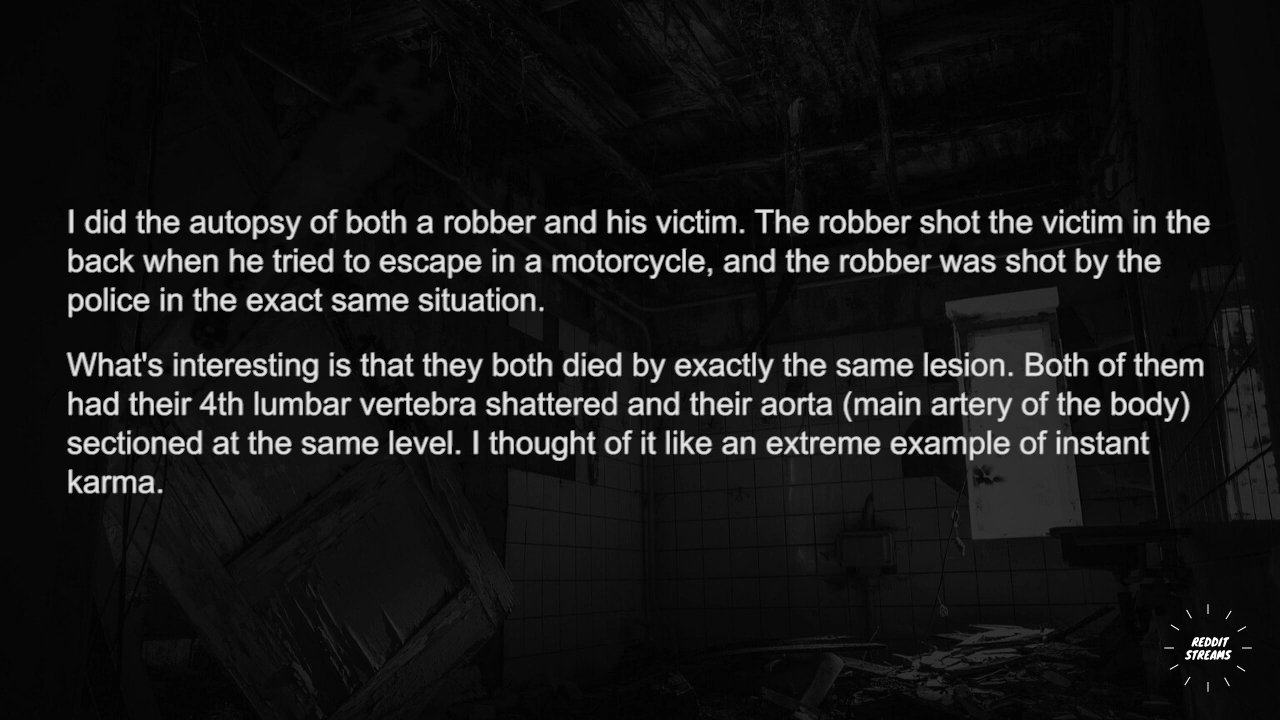 I did the autopsy of both a robber and his victim. The robber shot the victim in the
back when he tried to escape in a motorcycle, and the robber was shot by the
police in the exact same situation.
What's interesting is that they both died by exactly the same lesion. Both of them
had their 4th lumbar vertebra shattered and their aorta (main artery of the body)
sectioned at the same level. I thought of it like an extreme example of instant
karma.
REDDIT
STREAMS